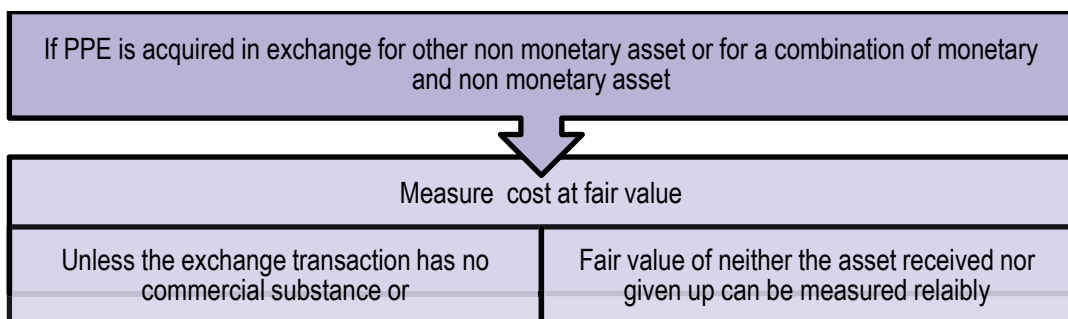 If PPE is acquired in exchange for other non monetary asset or for a combination of monetary
and non monetary asset
Measure cost at fair value
Unless the exchange transaction has no
commercial substance or
Fair value of neither the asset received nor
given up can be measured relaibly